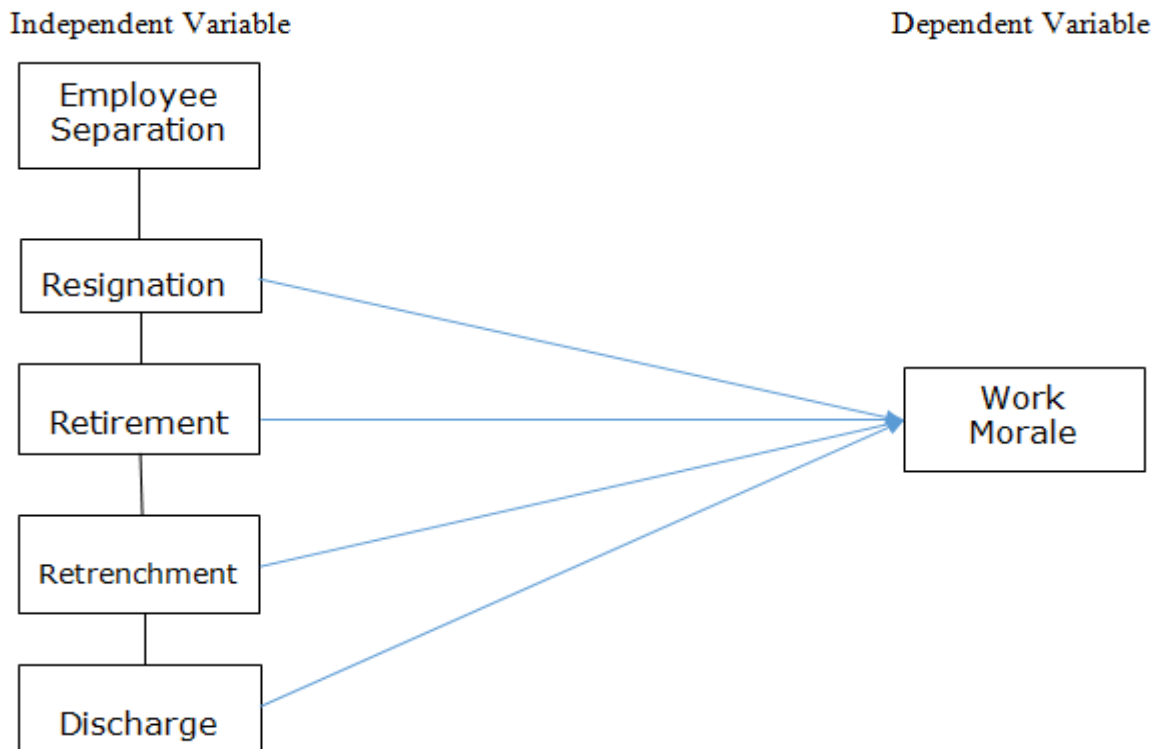 Independent Variable
Dependent Variable
Employee
Separation
Resignation
Retirement
Retrenchment
Discharge
Work
Morale